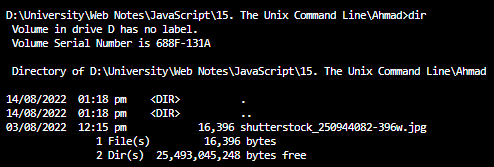 D:\University\Web Notes\JavaScript\15. The Unix Command Line\Ahmad>dir
Volume in drive D has no label.
Volume Serial Number is 688F-131A
Directory of D:\University\Web Notes\JavaScript\15. The Unix Command Line\Ahmad
14/08/2022  01:18 pm    <DIR>          .
14/08/2022  01:18 pm    <DIR>          ..
03/08/2022  12:15 pm            16,396 shutterstock_250944082-396w.jpg
1 File(s)         16,396 bytes
2 Dir(s)  25,493,045,248 bytes free